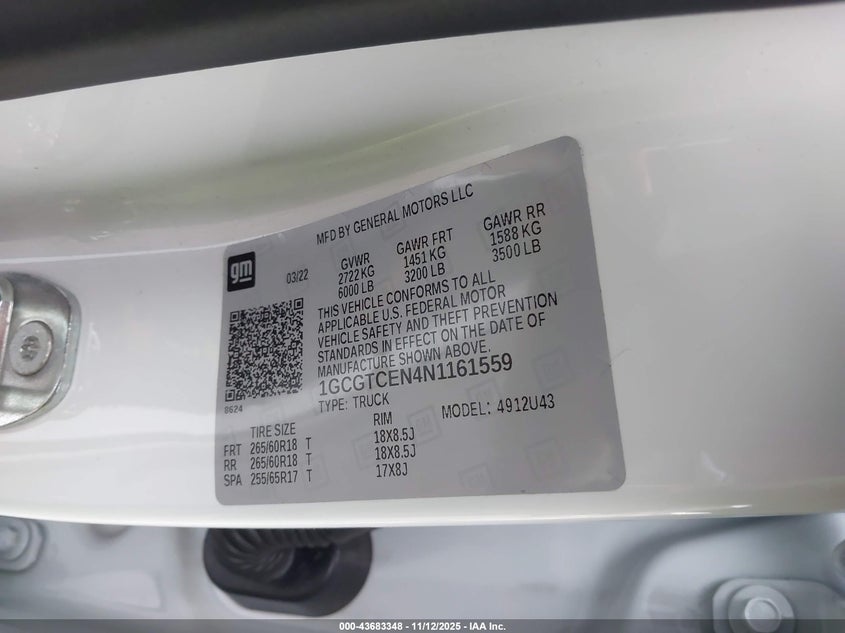 MFD BY GENERAL MOTORS LLC
gm
03/22
GVWR GAWR FRT GAWR RR
2722 KG 1451 KG 1588 KG
6000 LB 3200 LB 3500 LB
THIS VEHICLE CONFORMS TO ALL
APPLICABLE U.S. FEDERAL MOTOR
VEHICLE SAFETY AND THEFT PREVENTION
STANDARDS IN EFFECT ON THE DATE OF
MANUFACTURE SHOWN ABOVE.
1GCGTCEN4N1161559
8624
TYPE: TRUCK MODEL: 4912U43
TIRE SIZE RIM
FRT 265/60R18 T 18X8.5J
RR 265/60R18 T 18X8.5J
SPA 255/65R17 T 17X8J
000-43683348 - 11/12/2025 - IAA Inc.